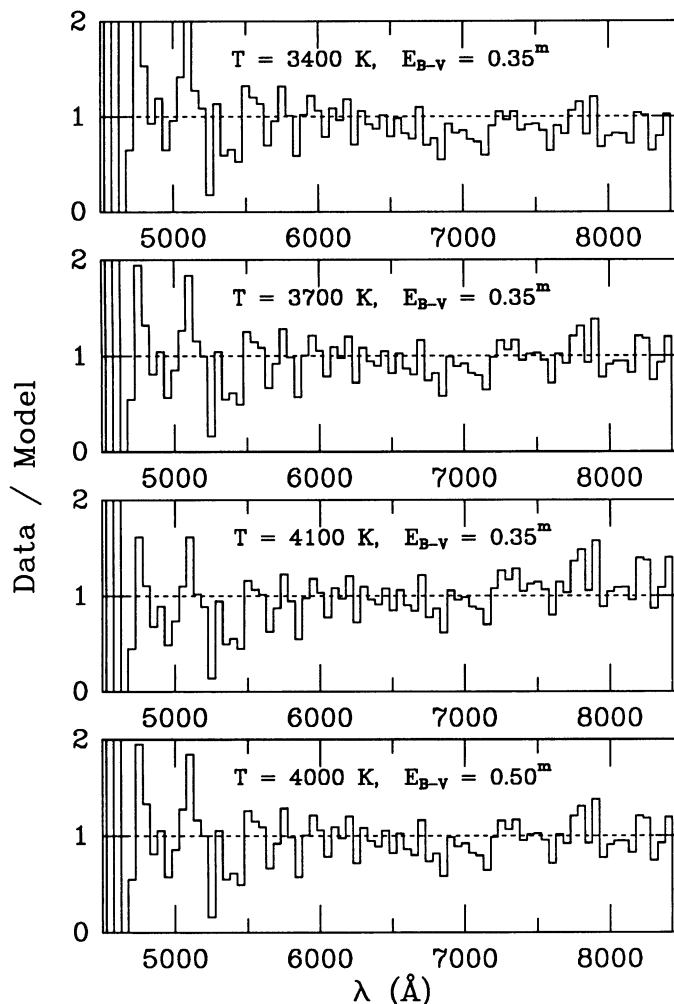 2
T = 3400 K, E_B-V = 0.35^m
1
0
5000 6000 7000 8000
2
T = 3700 K, E_B-V = 0.35^m
1
0
5000 6000 7000 8000
2
T = 4100 K, E_B-V = 0.35^m
1
0
5000 6000 7000 8000
2
T = 4000 K, E_B-V = 0.50^m
1
0
5000 6000 7000 8000
Data / Model
λ (Å)